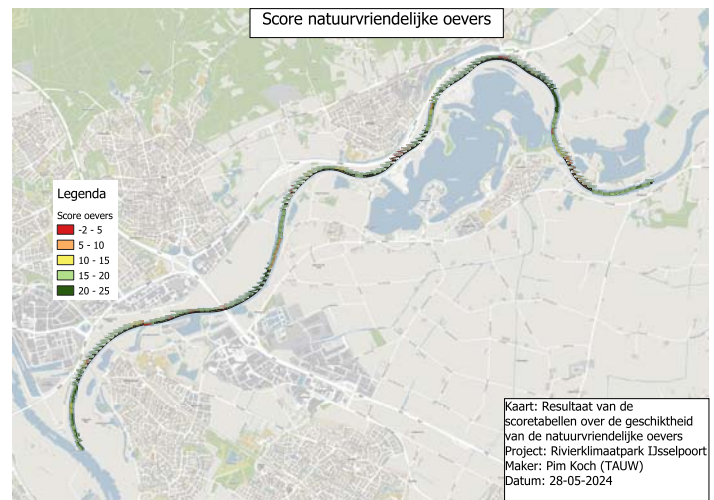 Score natuurvriendelijke oevers
Legenda
Score oevers
-2 - 5
5 - 10
10 - 15
15 - 20
20 - 25
Kaart: Resultaat van de
scoretabellen over de geschiktheid
van de natuurvriendelijke oevers
Project: Rivierklimaatpark IJsselpoort
Maker: Pim Koch (TAUW)
Datum: 28-05-2024